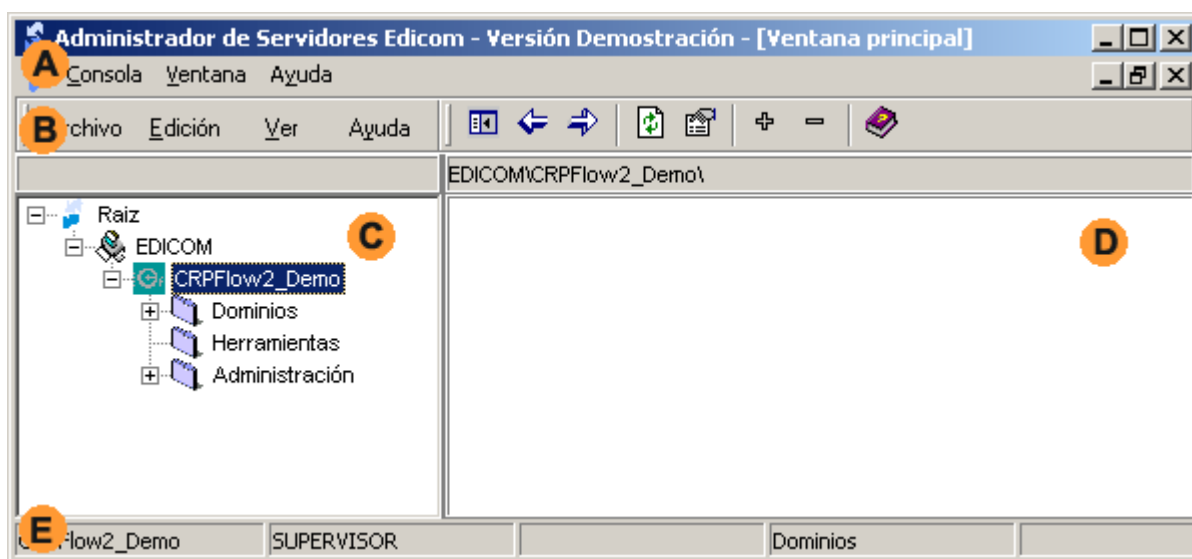 Administrador de Servidores Edicom - Versión Demostración - [Ventana principal]
A Consola Ventana Ayuda
B rchivo Edición Ver Ayuda
EDICOM\CRPFlow2_Demo\
Raiz
C
D
EDICOM
CRPFlow2_Demo
Dominios
Herramientas
Administración
E Flow2_Demo SUPERVISOR Dominios